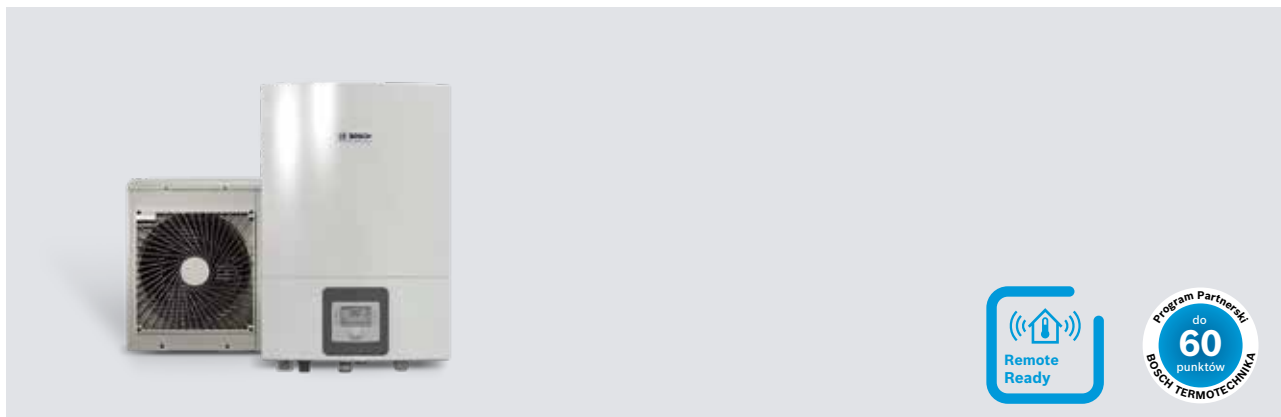 BOSCH
Remote
Ready
Program Partnerski
do
60
punktów
BOSCH TERMOTECHNIKA